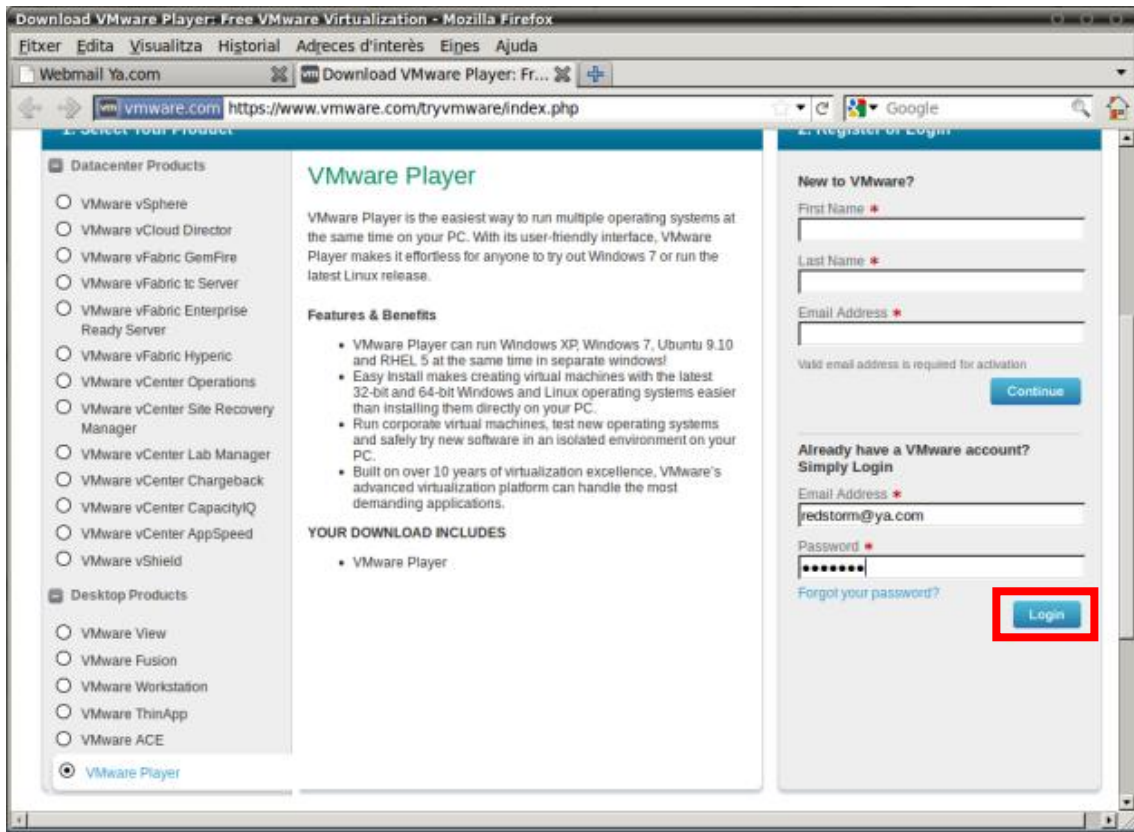 Download VMware Player: Free VMware Virtualization - Mozilla Firefox
Fitxer Edita Visualitza Historial Adreces d'interès Eines Ajuda
Webmail Ya.com
Download VMware Player: Fr...
vmware.com https://www.vmware.com/tryvmware/index.php
Google
1. Select Your Product
2. Register or Login
Datacenter Products
VMware vSphere
VMware vCloud Director
VMware vFabric GemFire
VMware vFabric tc Server
VMware vFabric Enterprise
Ready Server
VMware vFabric Hyperic
VMware vCenter Operations
VMware vCenter Site Recovery
Manager
VMware vCenter Lab Manager
VMware vCenter Chargeback
VMware vCenter CapacityIQ
VMware vCenter AppSpeed
VMware vShield
Desktop Products
VMware View
VMware Fusion
VMware Workstation
VMware ThinApp
VMware ACE
VMware Player
VMware Player
VMware Player is the easiest way to run multiple operating systems at
the same time on your PC. With its user-friendly interface, VMware
Player makes it effortless for anyone to try out Windows 7 or run the
latest Linux release.
Features & Benefits
• VMware Player can run Windows XP, Windows 7, Ubuntu 9.10
and RHEL 5 at the same time in separate windows!
• Easy Install makes creating virtual machines with the latest
32-bit and 64-bit Windows and Linux operating systems easier
than installing them directly on your PC.
• Run corporate virtual machines, test new operating systems
and safely try new software in an isolated environment on your
PC.
• Built on over 10 years of virtualization excellence, VMware's
advanced virtualization platform can handle the most
demanding applications.
YOUR DOWNLOAD INCLUDES
• VMware Player
New to VMware?
First Name *
Last Name *
Email Address *
Valid email address is required for activation
Continue
Already have a VMware account?
Simply Login
Email Address *
redstorm@ya.com
Password *
•••••••
Forgot your password?
Login